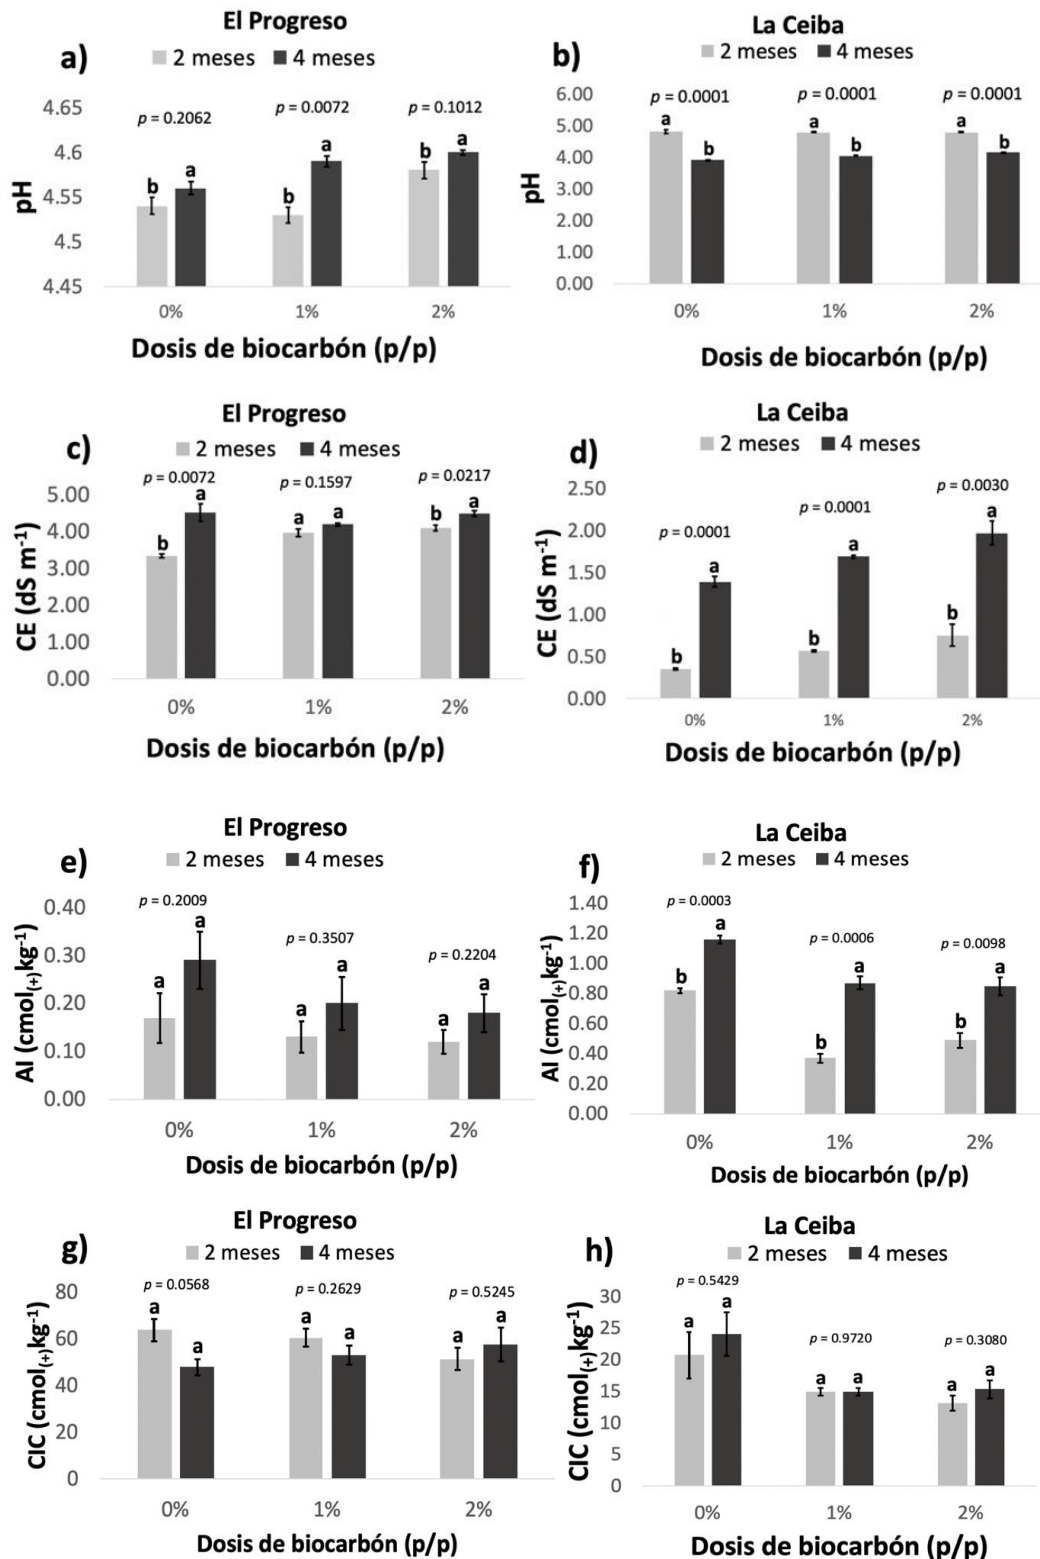 El Progreso
2 meses 4 meses
a)
pH
4.65
4.6
4.55
4.5
4.45
p = 0.2062
p = 0.0072
p = 0.1012
b a
b a
b a
0% 1% 2%
Dosis de biocarbón (p/p)
La Ceiba
2 meses 4 meses
b)
pH
6.00
5.00
4.00
3.00
2.00
1.00
0.00
p = 0.0001
p = 0.0001
p = 0.0001
a b
a b
a b
0% 1% 2%
Dosis de biocarbón (p/p)
El Progreso
2 meses 4 meses
c)
CE (dS m-1)
5.00
4.00
3.00
2.00
1.00
0.00
p = 0.0072
p = 0.1597
p = 0.0217
b a
a a
b a
0% 1% 2%
Dosis de biocarbón (p/p)
La Ceiba
2 meses 4 meses
d)
CE (dS m-1)
2.50
2.00
1.50
1.00
0.50
0.00
p = 0.0001
p = 0.0001
p = 0.0030
b a
b a
b a
0% 1% 2%
Dosis de biocarbón (p/p)
El Progreso
2 meses 4 meses
e)
Al (cmol(+)kg-1)
0.40
0.30
0.20
0.10
0.00
p = 0.2009
p = 0.3507
p = 0.2204
a a
a a
a a
0% 1% 2%
Dosis de biocarbón (p/p)
La Ceiba
2 meses 4 meses
f)
Al (cmol(+)kg-1)
1.40
1.20
1.00
0.80
0.60
0.40
0.20
0.00
p = 0.0003
p = 0.0006
p = 0.0098
b a
b a
b a
0% 1% 2%
Dosis de biocarbón (p/p)
El Progreso
2 meses 4 meses
g)
CIC (cmol(+)kg-1)
80
60
40
20
0
p = 0.0568
p = 0.2629
p = 0.5245
a a
a a
a a
0% 1% 2%
Dosis de biocarbón (p/p)
La Ceiba
2 meses 4 meses
h)
CIC (cmol(+)kg-1)
30
25
20
15
10
5
0
p = 0.5429
p = 0.9720
p = 0.3080
a a
a a
a a
0% 1% 2%
Dosis de biocarbón (p/p)